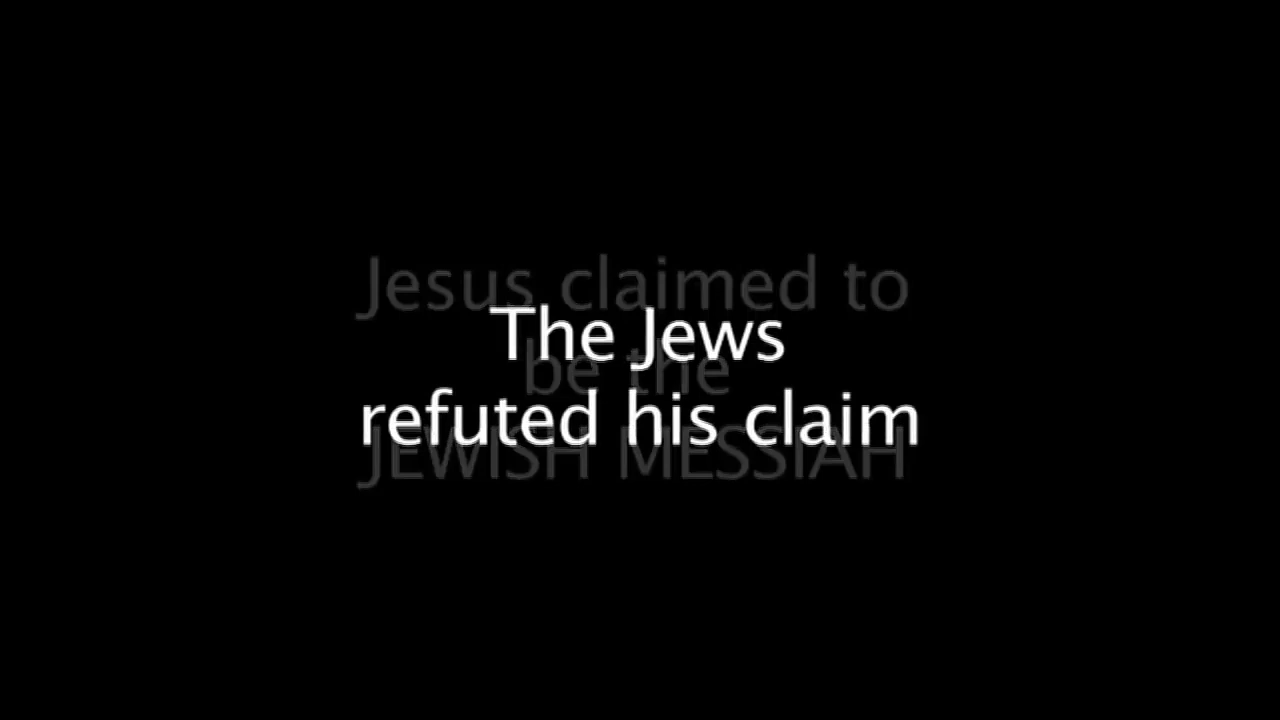 Jesus claimed to
The Jews
be the
refuted his claim
JEWISH MESSIAH